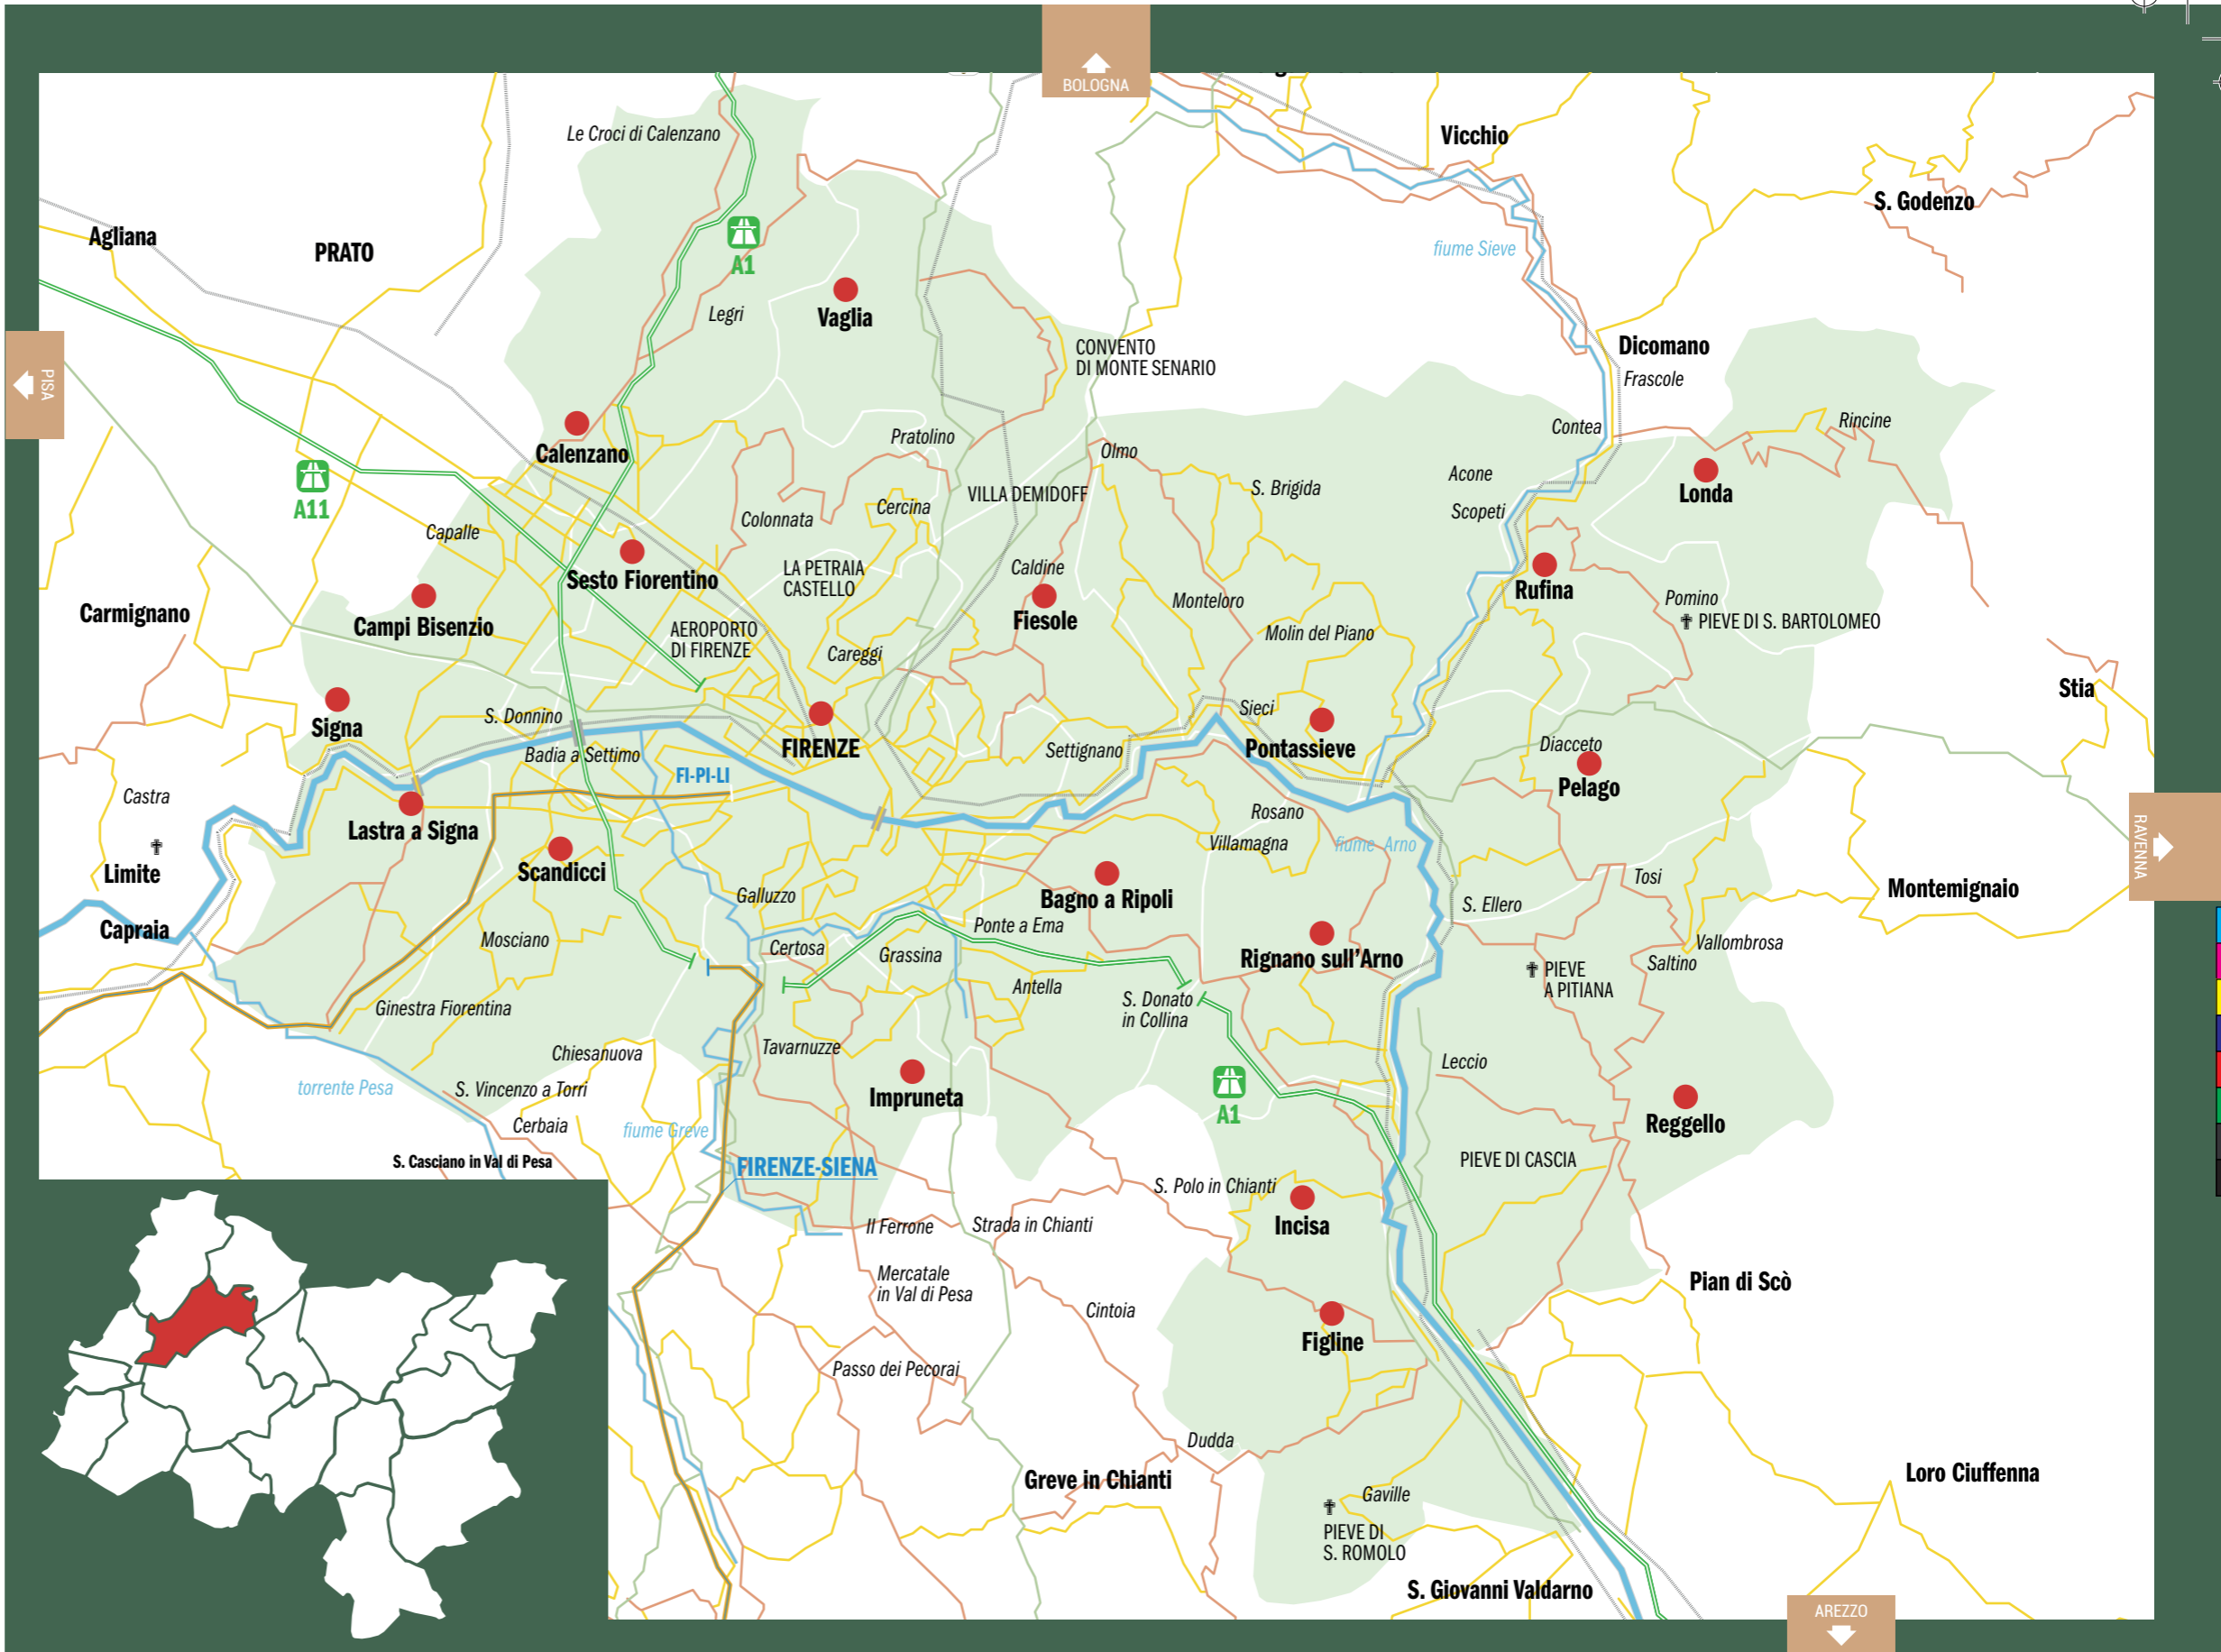 BOLOGNA
Le Croci di Calenzano
Vicchio
S. Godenzo
Agliana
PRATO
fiume Sieve
A1
Legri
Vaglia
CONVENTO
DI MONTE SENARIO
Dicomano
Frascole
PISA
Calenzano
Pratolino
Olmo
Contea
Rincine
A11
VILLA DEMIDOFF
S. Brigida
Acone
Londa
Capalle
Colonnata
Cercina
Scopeti
Sesto Fiorentino
LA PETRAIA
CASTELLO
Caldine
Rufina
Carmignano
Campi Bisenzio
AEROPORTO
DI FIRENZE
Fiesole
Monteloro
Pomino
PIEVE DI S. BARTOLOMEO
Careggi
Molin del Piano
Stia
Signa
S. Donnino
FIRENZE
Sieci
Badia a Settimo
Settignano
Pontassieve
Diacceto
FI-PI-LI
Pelago
Castra
Lastra a Signa
Rosano
Villamagna
fiume Arno
RAVENNA
Limite
Scandicci
Galluzzo
Bagno a Ripoli
Tosi
Montemignaio
Capraia
Mosciano
Certosa
Grassina
Ponte a Ema
S. Ellero
Vallombrosa
Rignano sull'Arno
Saltino
PIEVE
A PITIANA
Ginestra Fiorentina
Antella
S. Donato
in Collina
Chiesanuova
Tavarnuzze
Leccio
torrente Pesa
S. Vincenzo a Torri
Impruneta
A1
Reggello
Cerbaia
fiume Greve
S. Casciano in Val di Pesa
FIRENZE-SIENA
PIEVE DI CASCIA
S. Polo in Chianti
Il Ferrone
Strada in Chianti
Incisa
Mercatale
in Val di Pesa
Pian di Scò
Cintoia
Figline
Passo dei Pecorai
Dudda
Greve in Chianti
Loro Ciuffenna
Gaville
PIEVE DI
S. ROMOLO
S. Giovanni Valdarno
AREZZO